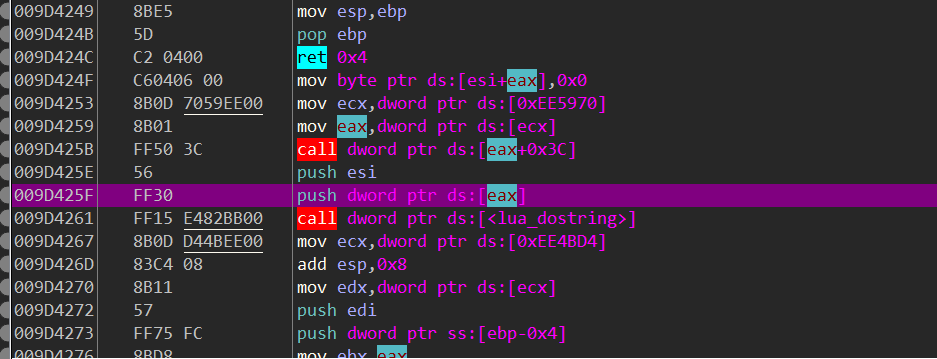 009D4249 8BE5 mov esp,ebp
009D424B 5D pop ebp
009D424C C2 0400 ret 0x4
009D424F C60406 00 mov byte ptr ds:[esi+eax],0x0
009D4253 8B0D 7059EE00 mov ecx,dword ptr ds:[0xEE5970]
009D4259 8B01 mov eax,dword ptr ds:[ecx]
009D425B FF50 3C call dword ptr ds:[eax+0x3C]
009D425E 56 push esi
009D425F FF30 push dword ptr ds:[eax]
009D4261 FF15 E482BB00 call dword ptr ds:[<lua_dostring>]
009D4267 8B0D D44BEE00 mov ecx,dword ptr ds:[0xEE4BD4]
009D426D 83C4 08 add esp,0x8
009D4270 8B11 mov edx,dword ptr ds:[ecx]
009D4272 57 push edi
009D4273 FF75 FC push dword ptr ss:[ebp-0x4]
009D4276 8BD8 mov ebx,eax